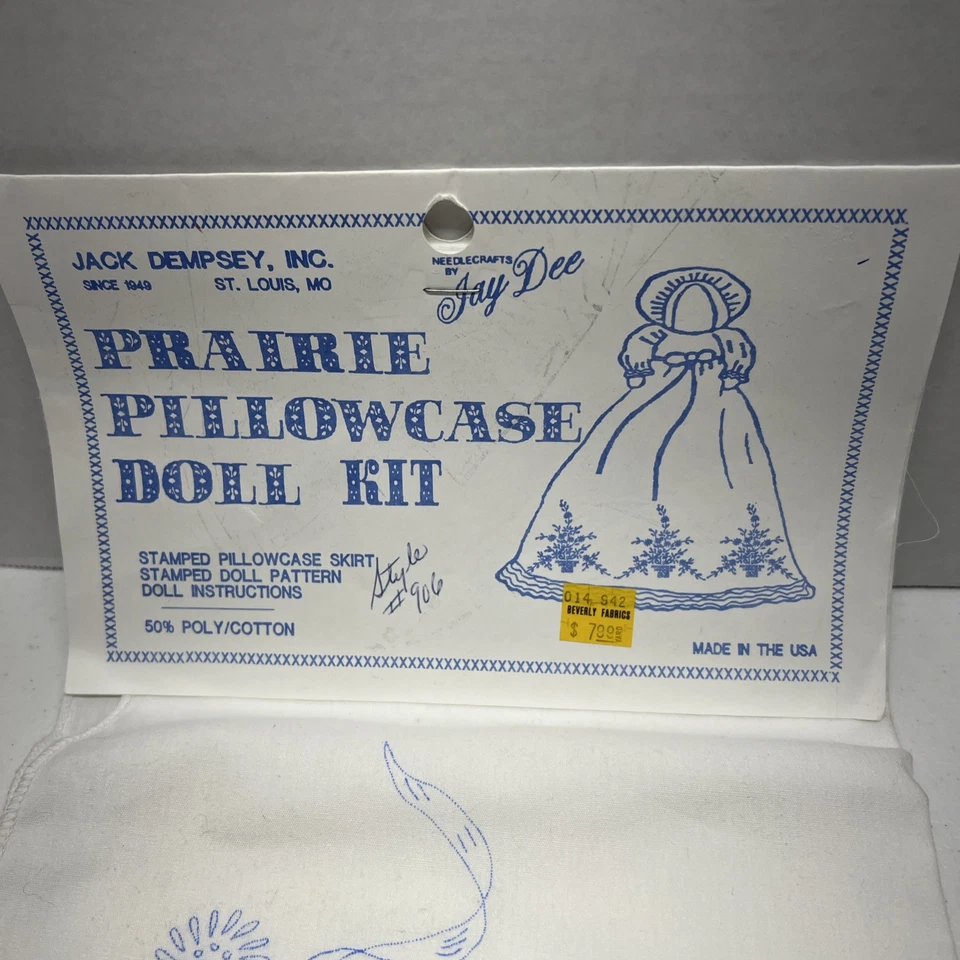 JACK DEMPSEY, INC.
SINCE 1949 ST. LOUIS, MO
NEEDLECRAFTS
BY
Jay Dee
PRAIRIE
PILLOWCASE
DOLL KIT
STAMPED PILLOWCASE SKIRT
STAMPED DOLL PATTERN
DOLL INSTRUCTIONS
50% POLY/COTTON
Style
#906
014 942
BEVERLY FABRICS
$ 7.99 YARD
MADE IN THE USA